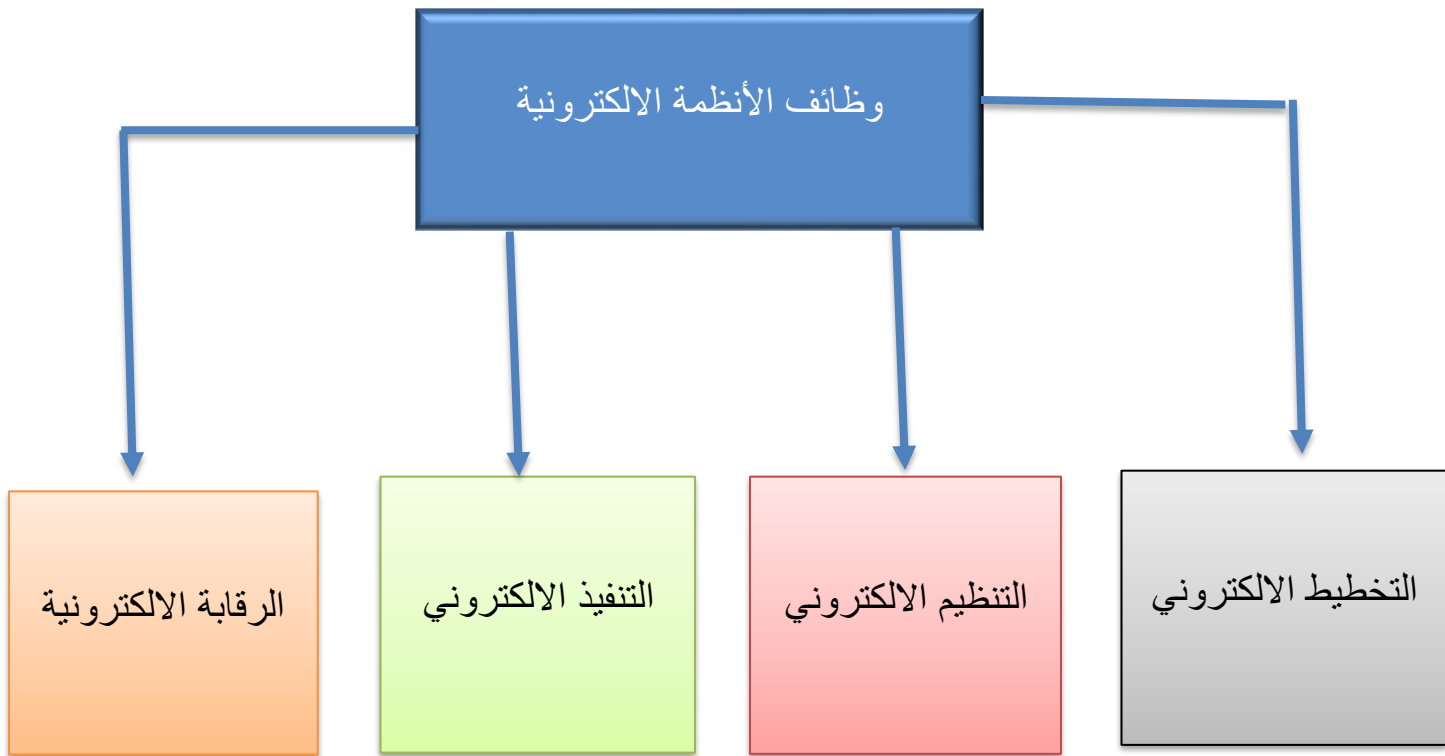 وظائف الأنظمة الالكترونية
التخطيط الالكتروني
التنظيم الالكتروني
التنفيذ الالكتروني
الرقابة الالكترونية